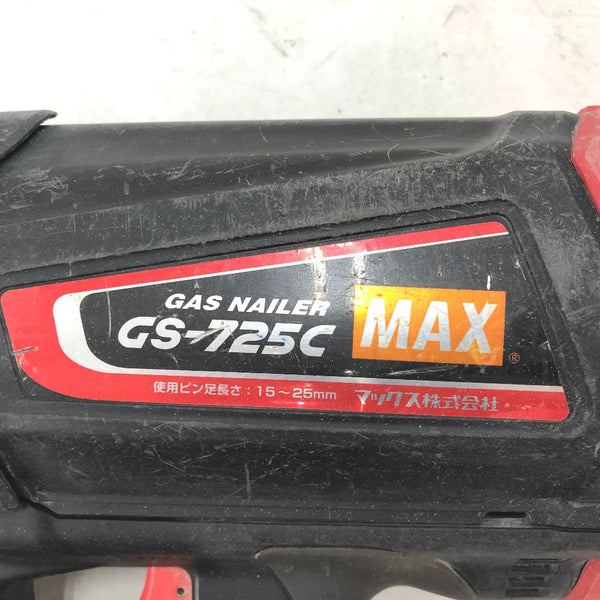 GAS NAILER
GS-725C
MAX®
使用ピン足長さ：15～25mm マックス株式会社